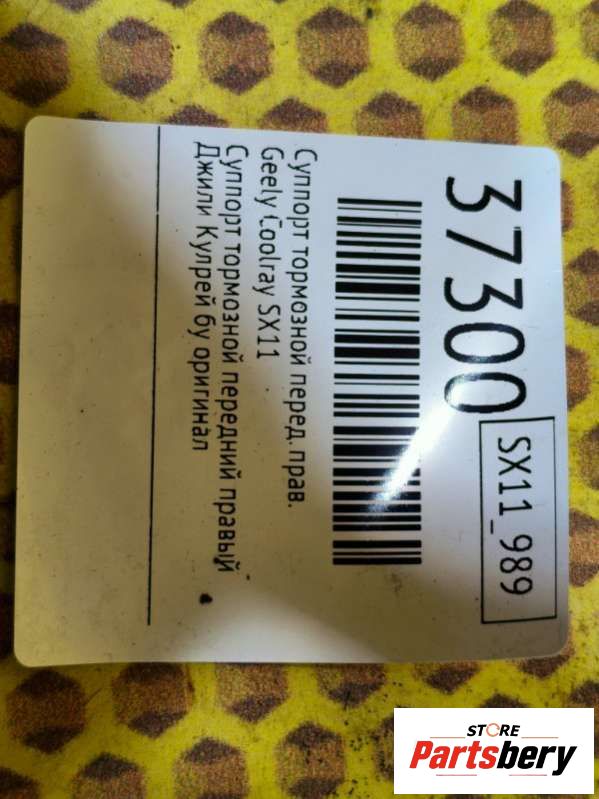 37300
SX11_989
Суппорт тормозной перед. прав.
Geely Coolray SX11
Суппорт тормозной передний правый
Джили Кулрей бу оригинал
STORE
Partsbery